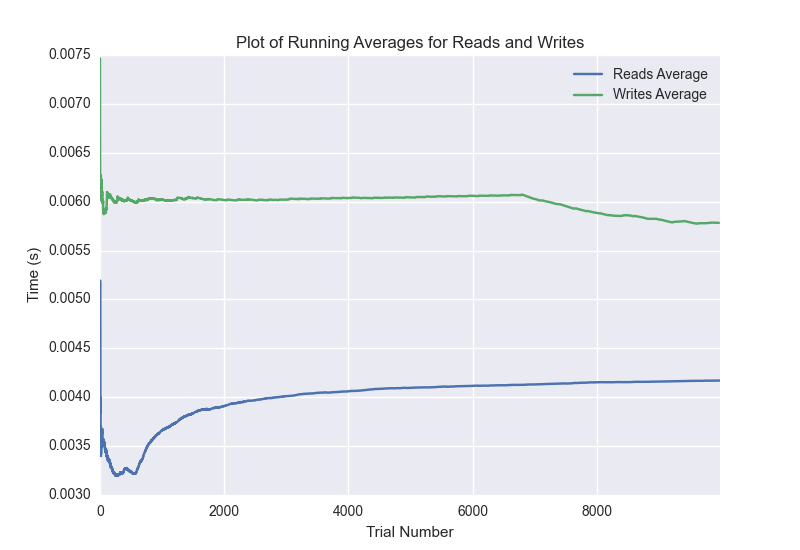 Plot of Running Averages for Reads and Writes
Reads Average
Writes Average
0.0075
0.0070
0.0065
0.0060
0.0055
0.0050
0.0045
0.0040
0.0035
0.0030
Time (s)
0 2000 4000 6000 8000
Trial Number